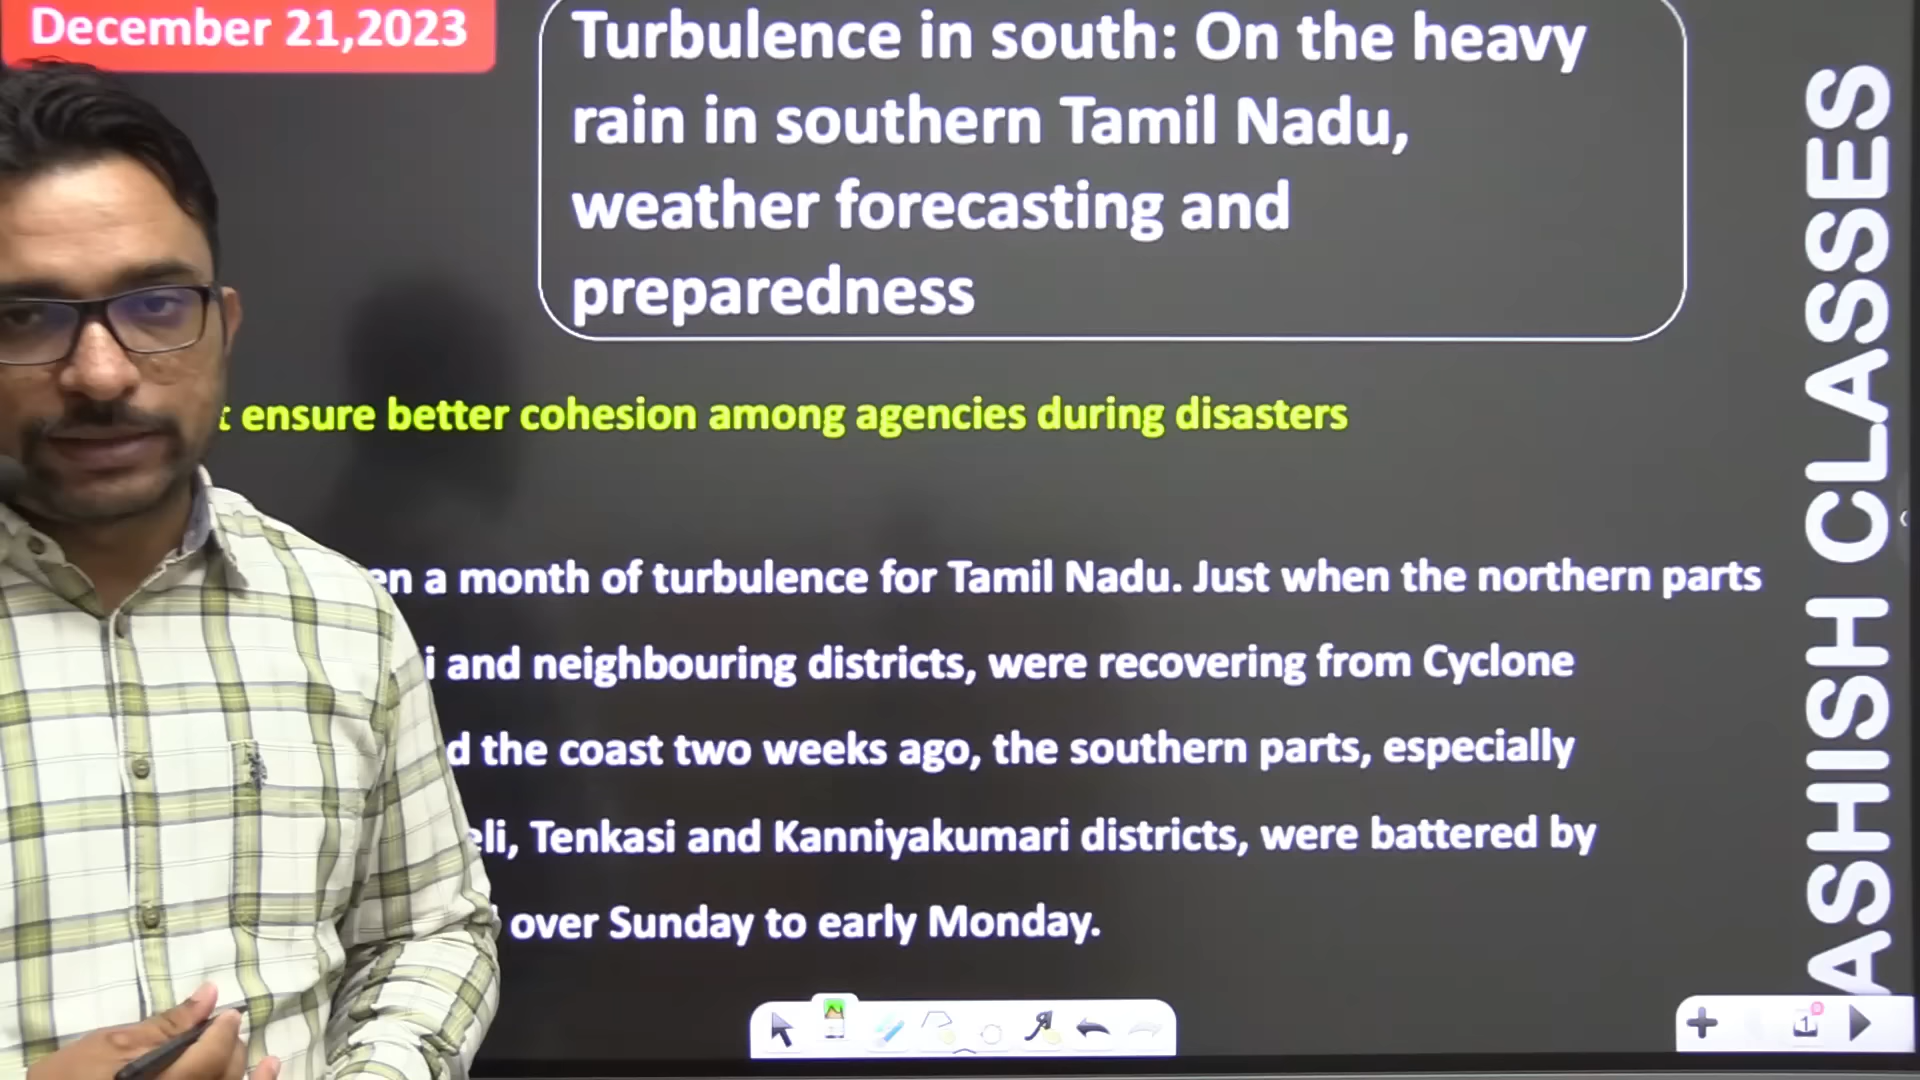 December 21,2023
Turbulence in south: On the heavy
rain in southern Tamil Nadu,
weather forecasting and
preparedness
ensure better cohesion among agencies during disasters
a month of turbulence for Tamil Nadu. Just when the northern parts
and neighbouring districts, were recovering from Cyclone
the coast two weeks ago, the southern parts, especially
Tenkasi and Kanniyakumari districts, were battered by
over Sunday to early Monday.
ASHISH CLASSES
1